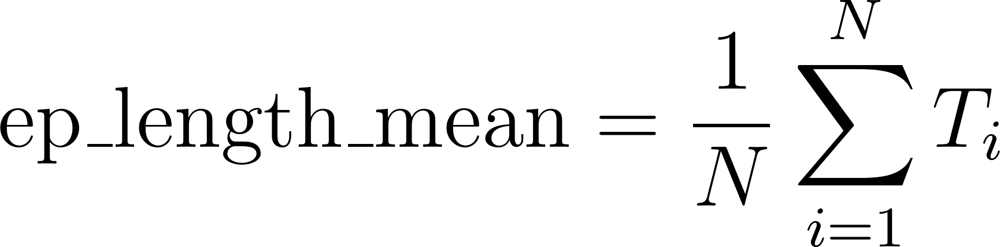 ep_length_mean = \frac{1}{N} \sum_{i=1}^{N} T_i